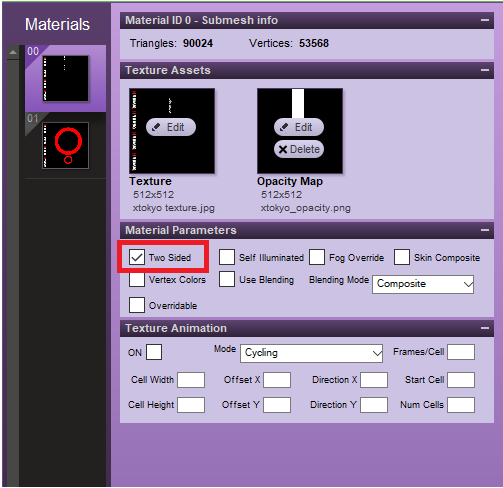 Materials
00
01
Material ID 0 - Submesh info
Triangles: 90024 Vertices: 53568
Texture Assets
Edit
Edit
Delete
Texture
512x512
xtokyo texture.jpg
Opacity Map
512x512
xtokyo_opacity.png
Material Parameters
Two Sided Self Illuminated Fog Override Skin Composite
Vertex Colors Use Blending Blending Mode Composite
Overridable
Texture Animation
ON Mode Cycling Frames/Cell
Cell Width Offset X Direction X Start Cell
Cell Height Offset Y Direction Y Num Cells